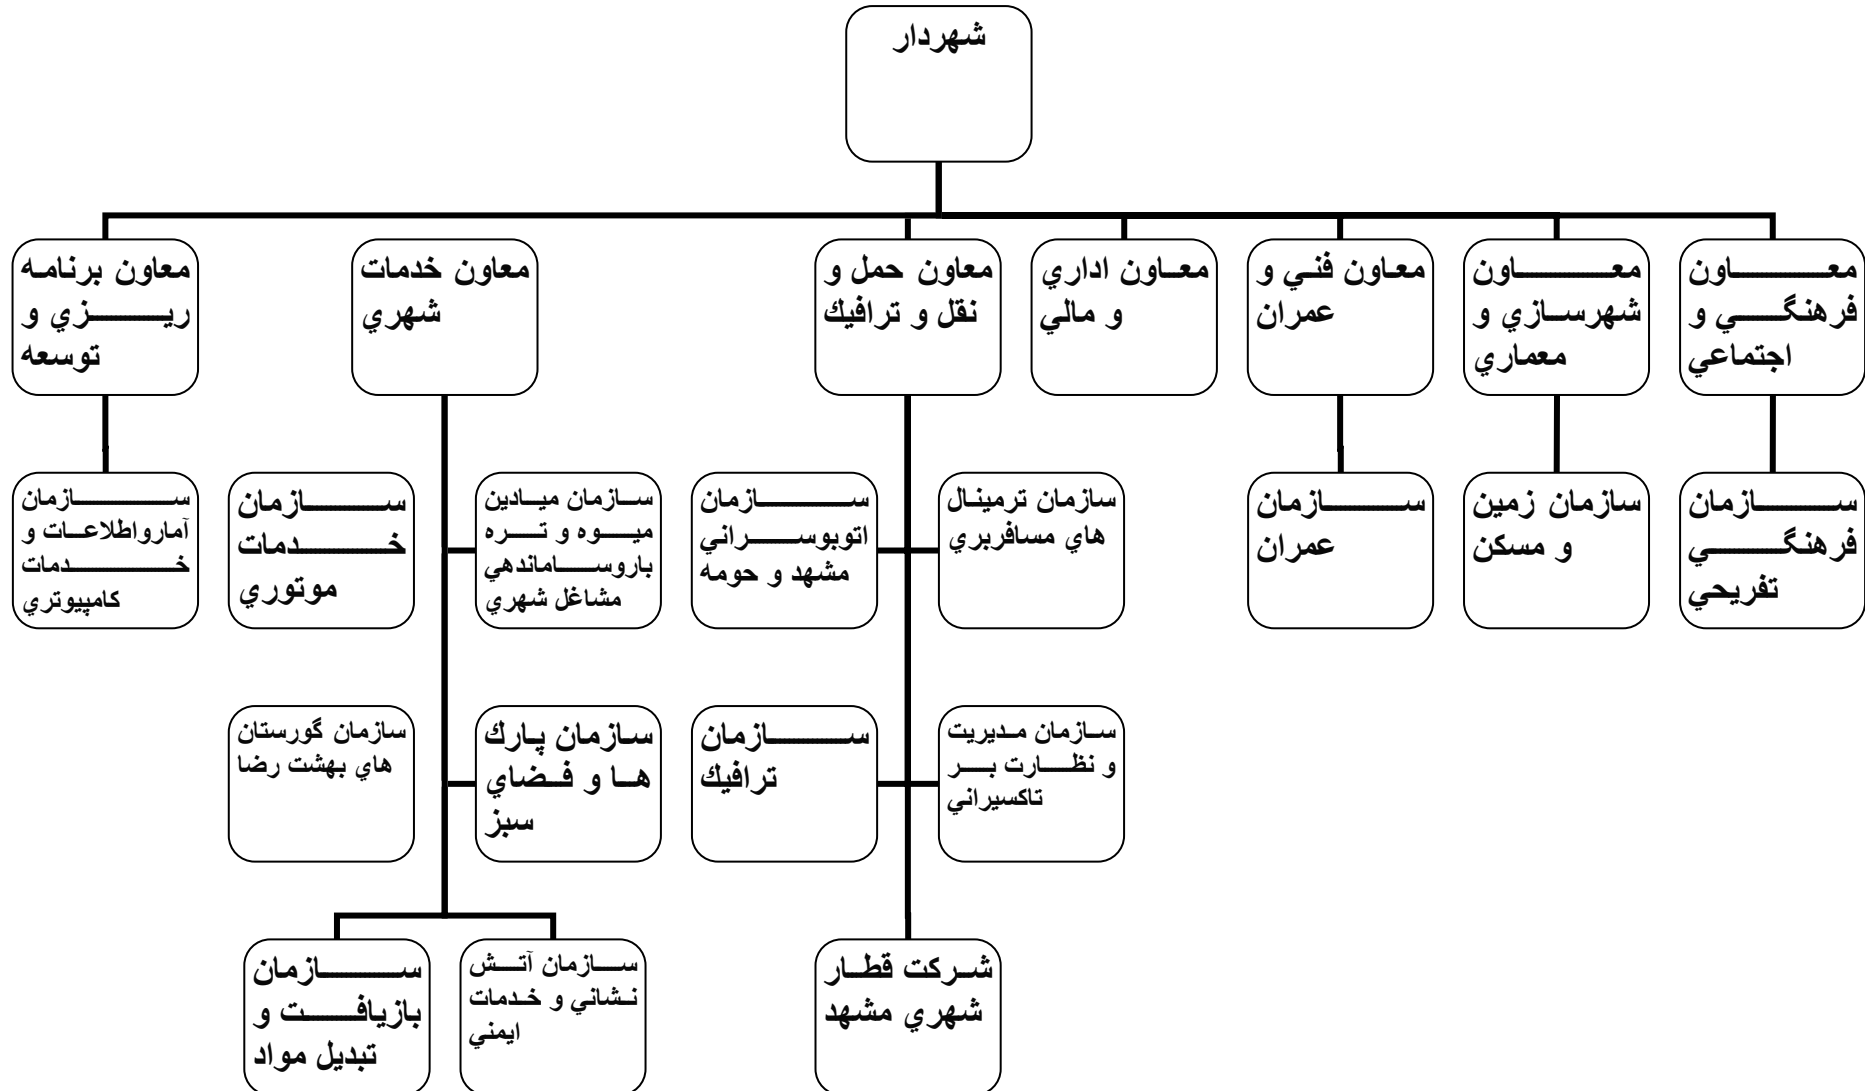 شهردار
معاون فرهنگي و اجتماعي
معاون شهرسازي و معماري
معاون فني و عمران
معاون اداري و مالي
معاون حمل و نقل و ترافيك
معاون خدمات شهري
معاون برنامه ريزي و توسعه
سازمان فرهنگي تفريحي
سازمان زمين و مسكن
سازمان عمران
سازمان ترمينال هاي مسافربري
سازمان اتوبوسراني مشهد و حومه
سازمان ميادين ميوه و تره باروساماندهي مشاغل شهري
سازمان خدمات موتوري
سازمان آمارواطلاعات و خدمات كامپيوتري
سازمان مديريت و نظارت بر تاكسيراني
سازمان ترافيك
سازمان پارك ها و فضاي سبز
سازمان گورستان هاي بهشت رضا
شركت قطار شهري مشهد
سازمان آتش نشاني و خدمات ايمني
سازمان بازيافت و تبديل مواد